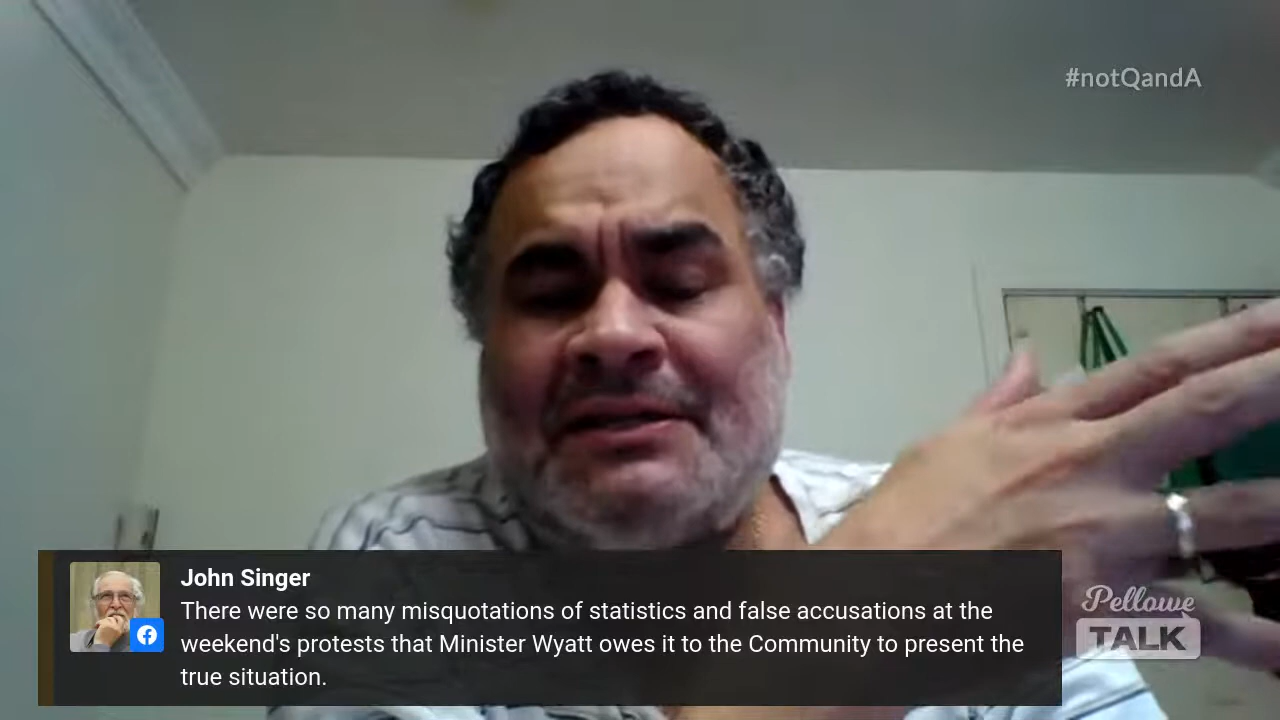 #notQandA
John Singer
There were so many misquotations of statistics and false accusations at the
weekend's protests that Minister Wyatt owes it to the Community to present the
true situation.
Pellowe
TALK